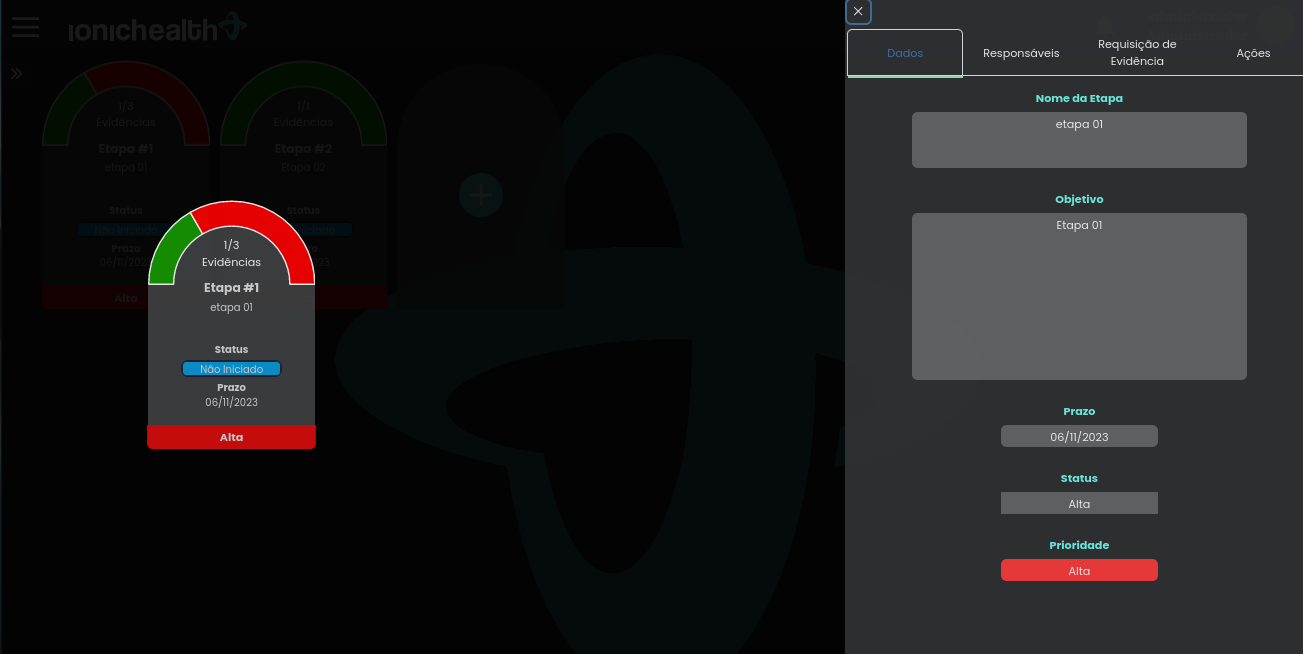 ionichealth
1/3
Evidências
Etapa #1
etapa 01
Status
Prazo
06/11/2023
Alta
1/1
Evidências
Etapa #2
Etapa 02
Status
1/3
Evidências
Etapa #1
etapa 01
Status
Não Iniciado
Prazo
06/11/2023
Alta
Dados
Responsáveis
Requisição de
Evidência
Ações
Nome da Etapa
etapa 01
Objetivo
Etapa 01
Prazo
06/11/2023
Status
Alta
Prioridade
Alta